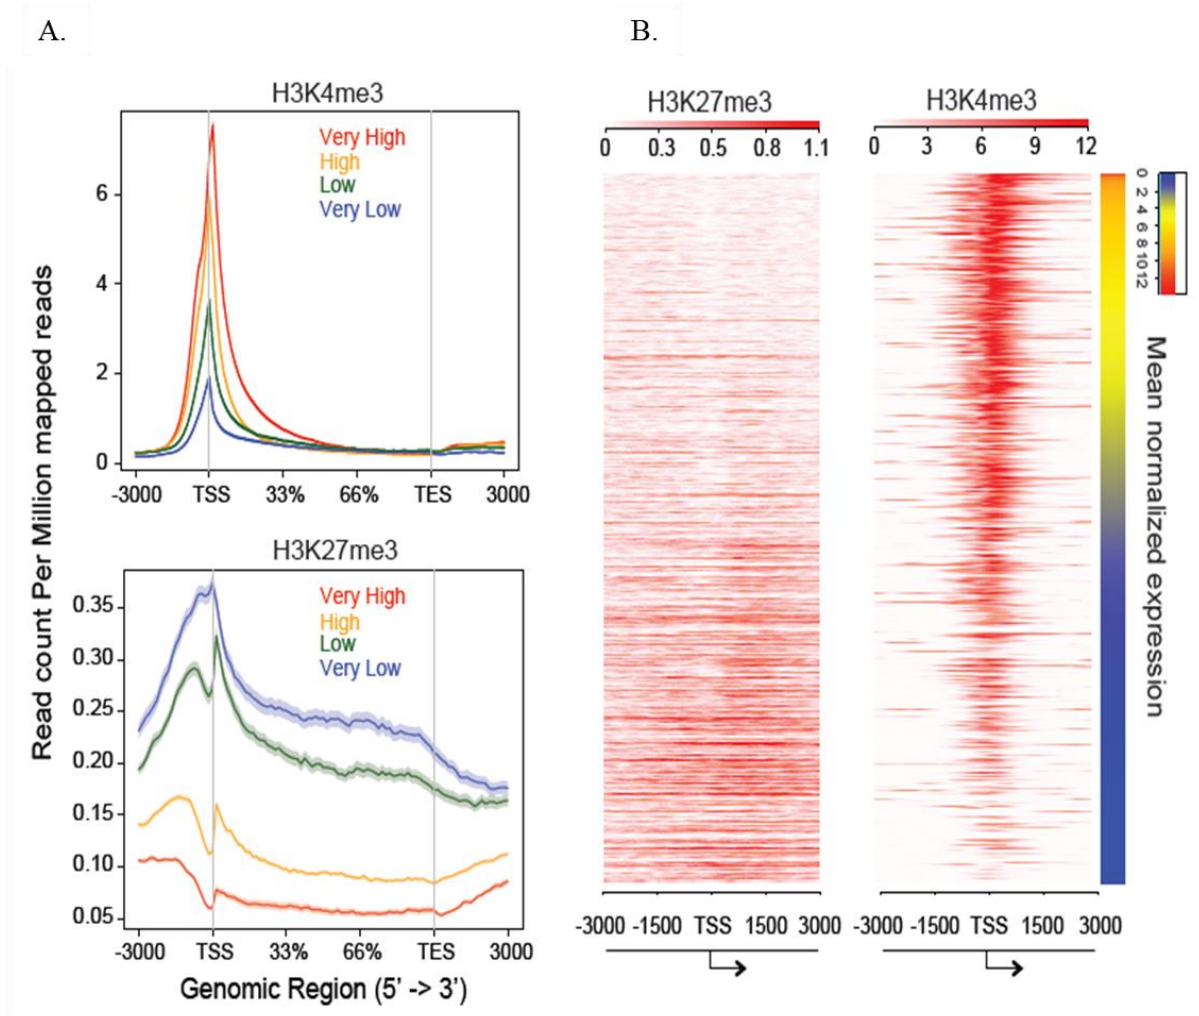 A.
B.
H3K4me3
Very High
High
Low
Very Low
6
4
2
0
-3000 TSS 33% 66% TES 3000
H3K27me3
Very High
High
Low
Very Low
0.35
0.30
0.25
0.20
0.15
0.10
0.05
-3000 TSS 33% 66% TES 3000
Read count Per Million mapped reads
Genomic Region (5' -> 3')
H3K27me3
0 0.3 0.5 0.8 1.1
-3000 -1500 TSS 1500 3000
H3K4me3
0 3 6 9 12
-3000 -1500 TSS 1500 3000
0 2 4 6 8 10 12
Mean normalized expression